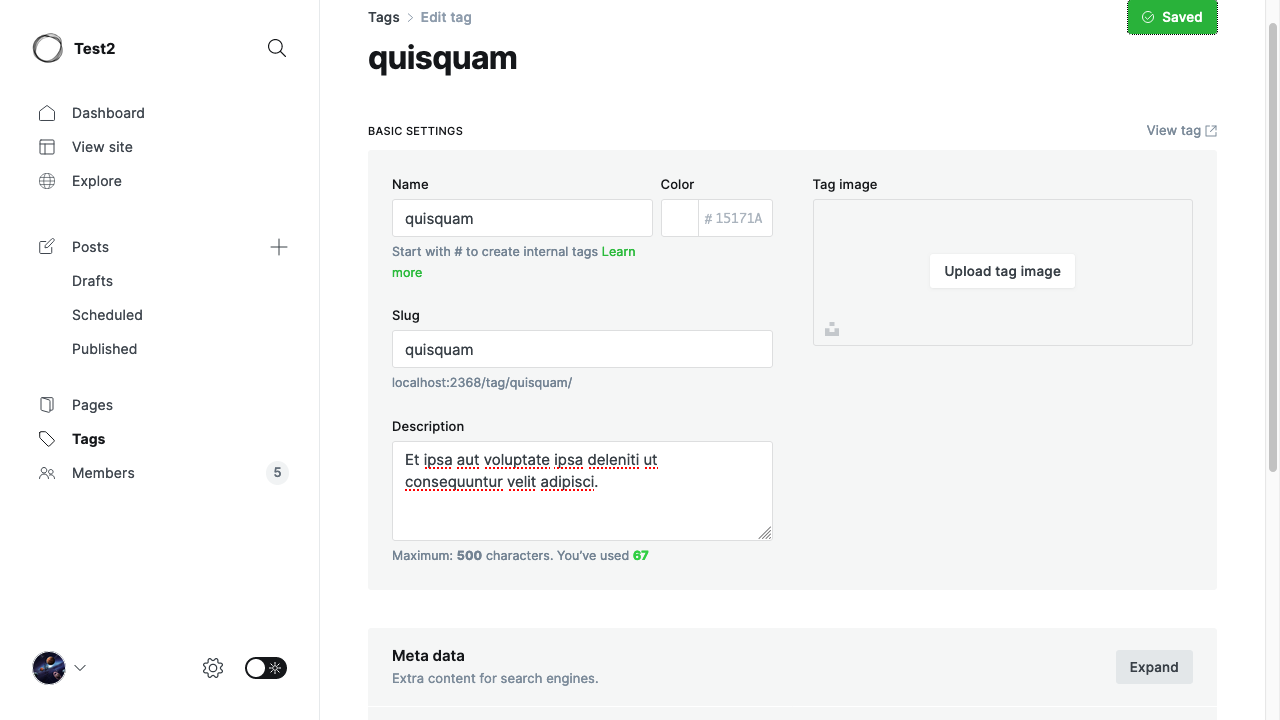 Test2
Dashboard
View site
Explore
Posts
Drafts
Scheduled
Published
Pages
Tags
Members 5
Tags > Edit tag
Saved
quisquam
BASIC SETTINGS
View tag
Name
quisquam
Start with # to create internal tags Learn
more
Color
# 15171A
Slug
quisquam
localhost:2368/tag/quisquam/
Description
Et ipsa aut voluptate ipsa deleniti ut
consequuntur velit adipisci.
Maximum: 500 characters. You’ve used 67
Tag image
Upload tag image
Meta data
Extra content for search engines.
Expand